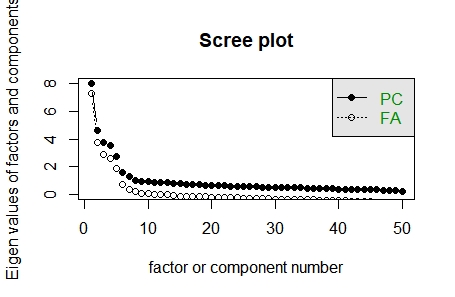 Scree plot
Eigen values of factors and components
8
6
4
2
0
PC
FA
0 10 20 30 40 50
factor or component number